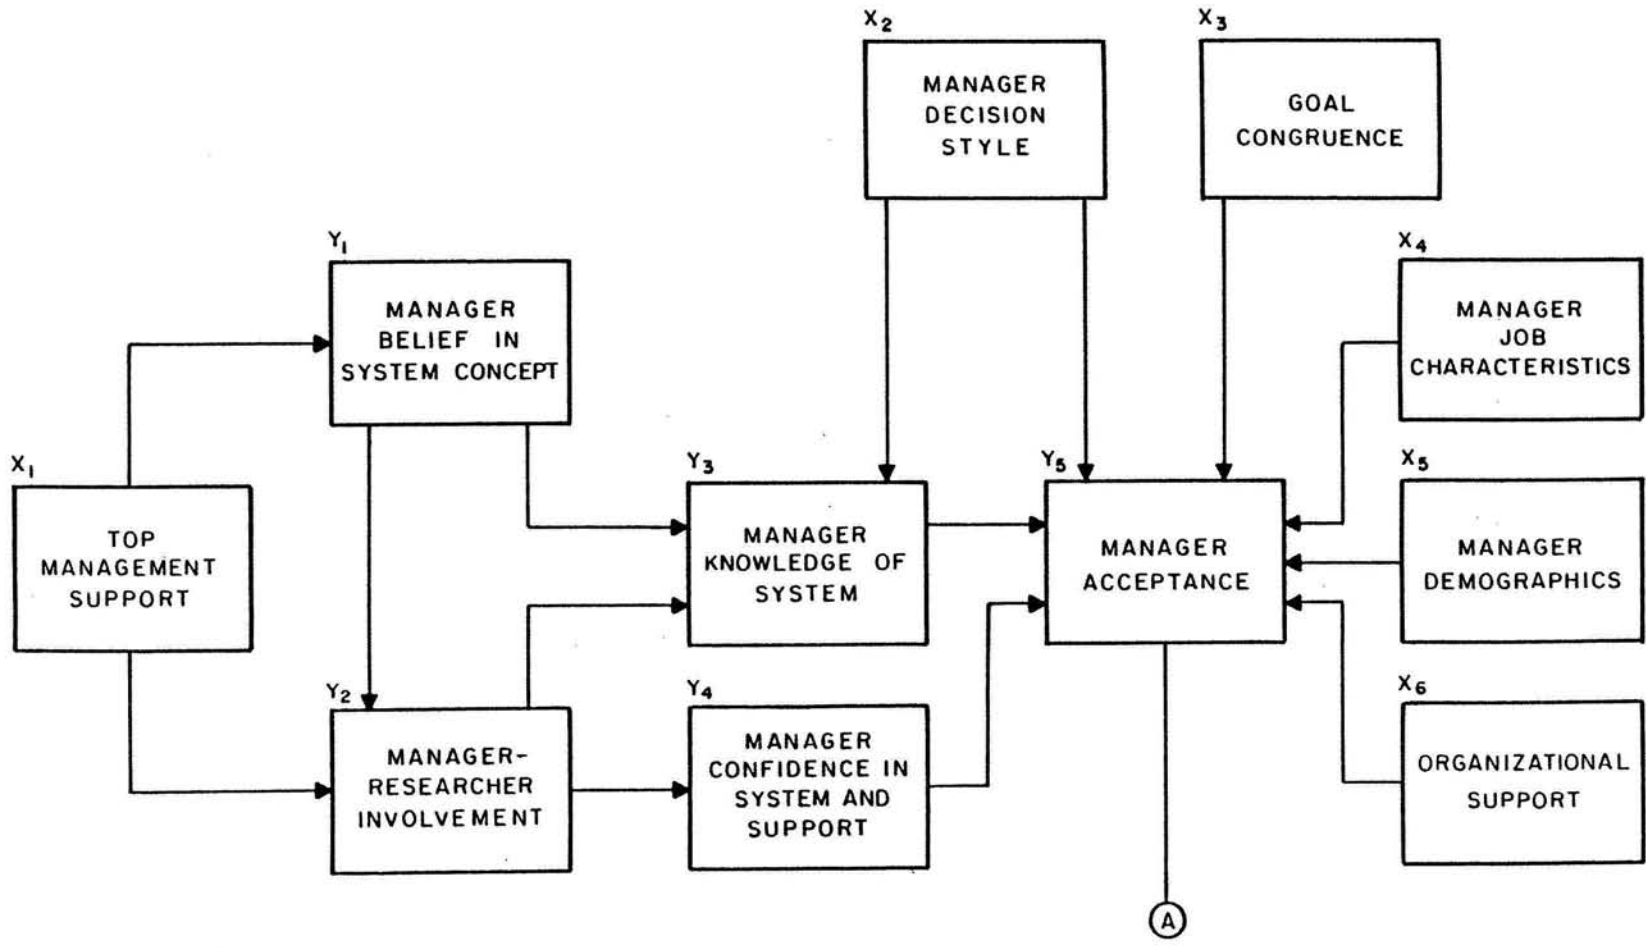 X2
MANAGER
DECISION
STYLE
X3
GOAL
CONGRUENCE
Y1
MANAGER
BELIEF IN
SYSTEM CONCEPT
X4
MANAGER
JOB
CHARACTERISTICS
X1
TOP
MANAGEMENT
SUPPORT
Y3
MANAGER
KNOWLEDGE OF
SYSTEM
Y5
MANAGER
ACCEPTANCE
X5
MANAGER
DEMOGRAPHICS
Y2
MANAGER-
RESEARCHER
INVOLVEMENT
Y4
MANAGER
CONFIDENCE IN
SYSTEM AND
SUPPORT
X6
ORGANIZATIONAL
SUPPORT
A